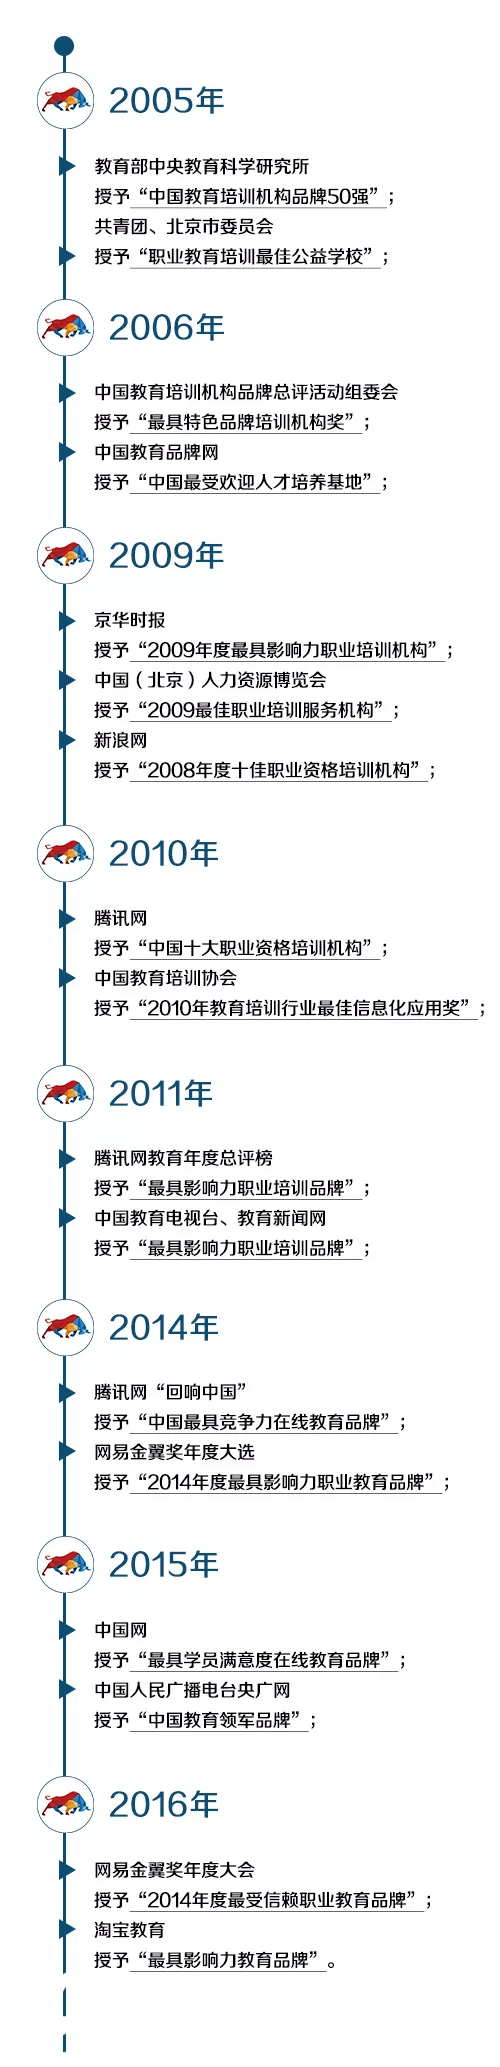 2005年
教育部中央教育科学研究所
授予“中国教育培训机构品牌50强”；
共青团、北京市委员会
授予“职业教育培训最佳公益学校”；
2006年
中国教育培训机构品牌总评活动组委会
授予“最具特色品牌培训机构奖”；
中国教育品牌网
授予“中国最受欢迎人才培养基地”；
2009年
京华时报
授予“2009年度最具影响力职业培训机构”；
中国（北京）人力资源博览会
授予“2009最佳职业培训服务机构”；
新浪网
授予“2008年度十佳职业资格培训机构”；
2010年
腾讯网
授予“中国十大职业资格培训机构”；
中国教育培训协会
授予“2010年教育培训行业最佳信息化应用奖”；
2011年
腾讯网教育年度总评榜
授予“最具影响力职业培训品牌”；
中国教育电视台、教育新闻网
授予“最具影响力职业培训品牌”；
2014年
腾讯网“回响中国”
授予“中国最具竞争力在线教育品牌”；
网易金翼奖年度大选
授予“2014年度最具影响力职业教育品牌”；
2015年
中国网
授予“最具学员满意度在线教育品牌”；
中国人民广播电台央广网
授予“中国教育领军品牌”；
2016年
网易金翼奖年度大会
授予“2014年度最受信赖职业教育品牌”；
淘宝教育
授予“最具影响力教育品牌”。